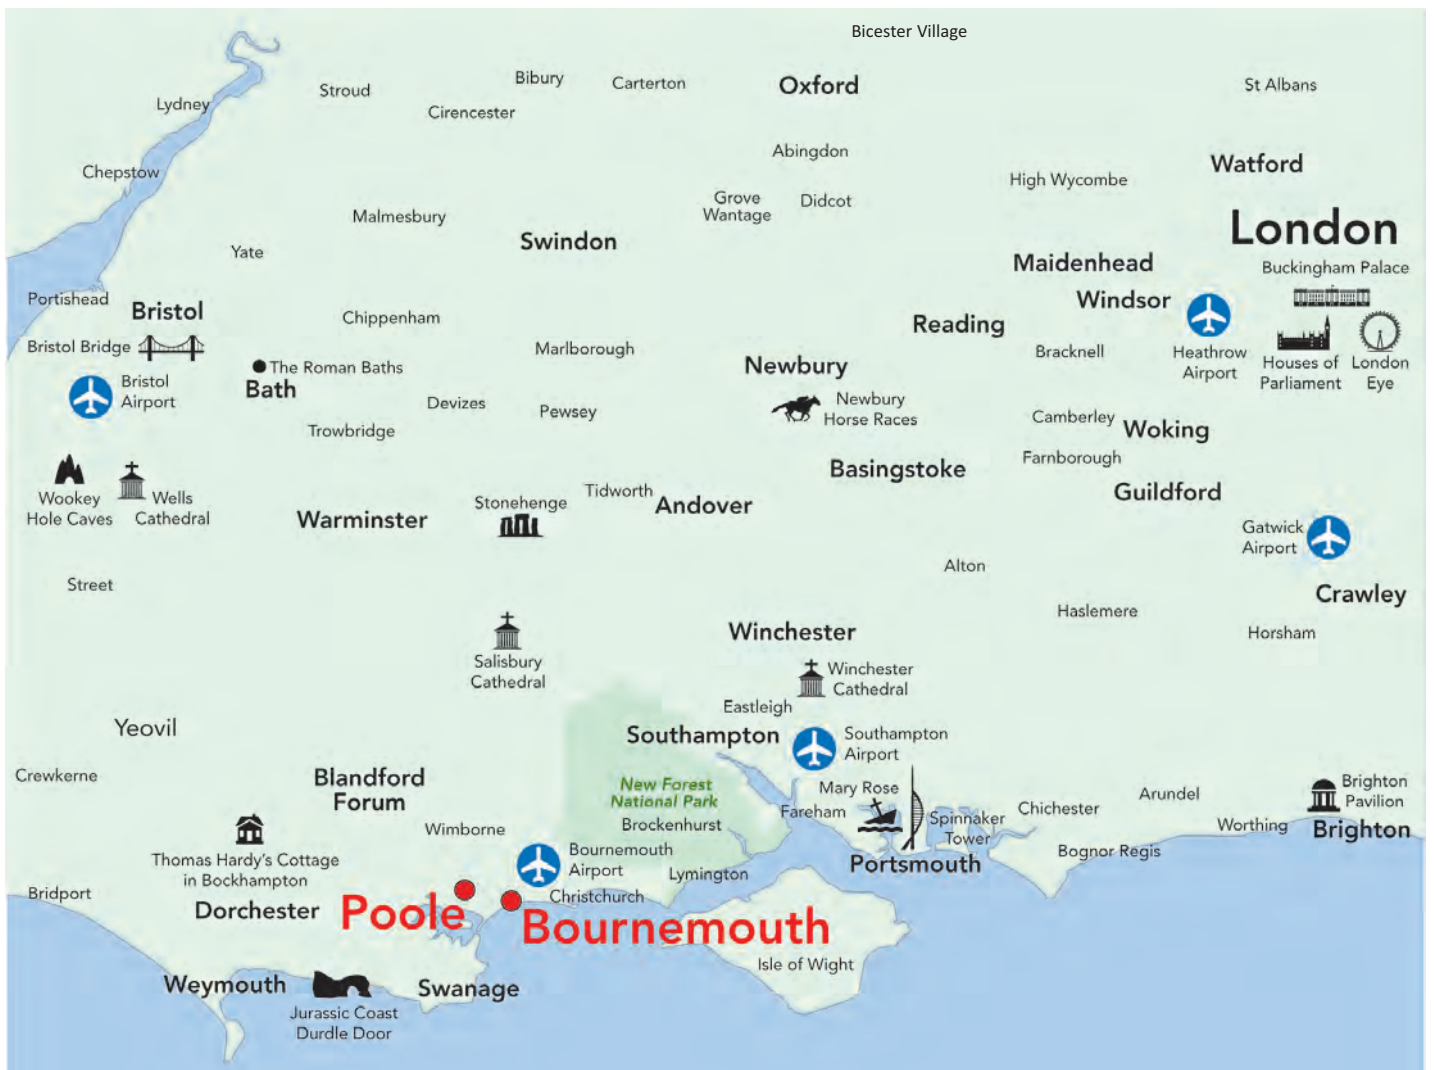 Bicester Village
Bibury
Carterton
Oxford
St Albans
Stroud
Lydney
Cirencester
Abingdon
Watford
Chepstow
High Wycombe
Grove
Wantage
Didcot
Malmesbury
London
Swindon
Yate
Maidenhead
Buckingham Palace
Portishead
Bristol
Windsor
Chippenham
Reading
Bristol Bridge
Marlborough
Bracknell
Heathrow
Airport
Houses of
Parliament
London
Eye
The Roman Baths
Bath
Newbury
Bristol
Airport
Devizes
Pewsey
Newbury
Horse Races
Camberley
Woking
Trowbridge
Farnborough
Basingstoke
Wookey
Hole Caves
Wells
Cathedral
Stonehenge
Tidworth
Andover
Guildford
Warminster
Gatwick
Airport
Alton
Street
Crawley
Haslemere
Winchester
Horsham
Salisbury
Cathedral
Winchester
Cathedral
Eastleigh
Yeovil
Southampton
Southampton
Airport
Crewkerne
Blandford
Forum
New Forest
National Park
Mary Rose
Brighton
Pavilion
Arundel
Fareham
Chichester
Spinnaker
Tower
Wimborne
Brockenhurst
Worthing
Brighton
Thomas Hardy's Cottage
in Bockhampton
Bournemouth
Airport
Portsmouth
Bognor Regis
Lymington
Bridport
Christchurch
Dorchester
Poole
Bournemouth
Isle of Wight
Weymouth
Swanage
Jurassic Coast
Durdle Door